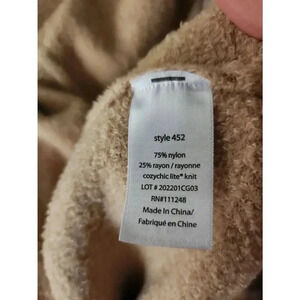 style 452
75% nylon
25% rayon / rayonne
cozychic lite® knit
LOT # 202201CG03
RN#111248
Made In China/
Fabriqué en Chine